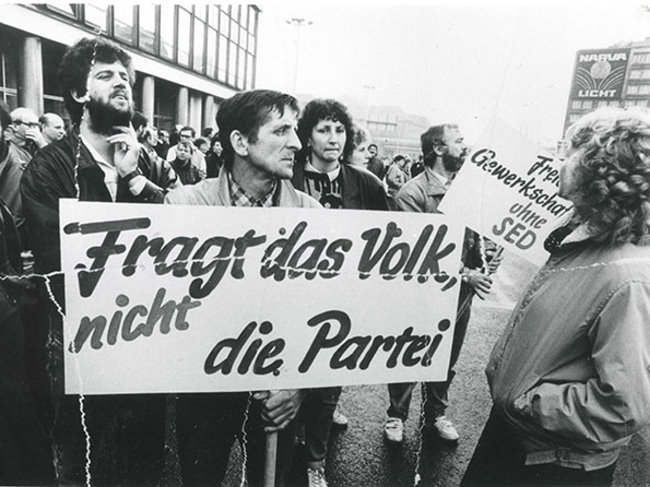 Fragt das Volk,
nicht die Partei
Freie
Gewerkschaft
ohne
SED
NARVA
LICHT